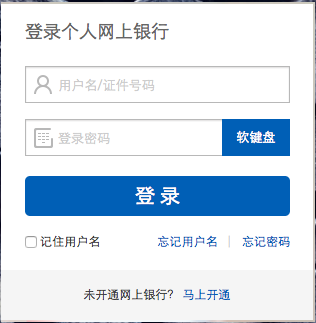 登录个人网上银行
用户名/证件号码
登录密码 软键盘
登录
记住用户名 忘记用户名 | 忘记密码
未开通网上银行? 马上开通